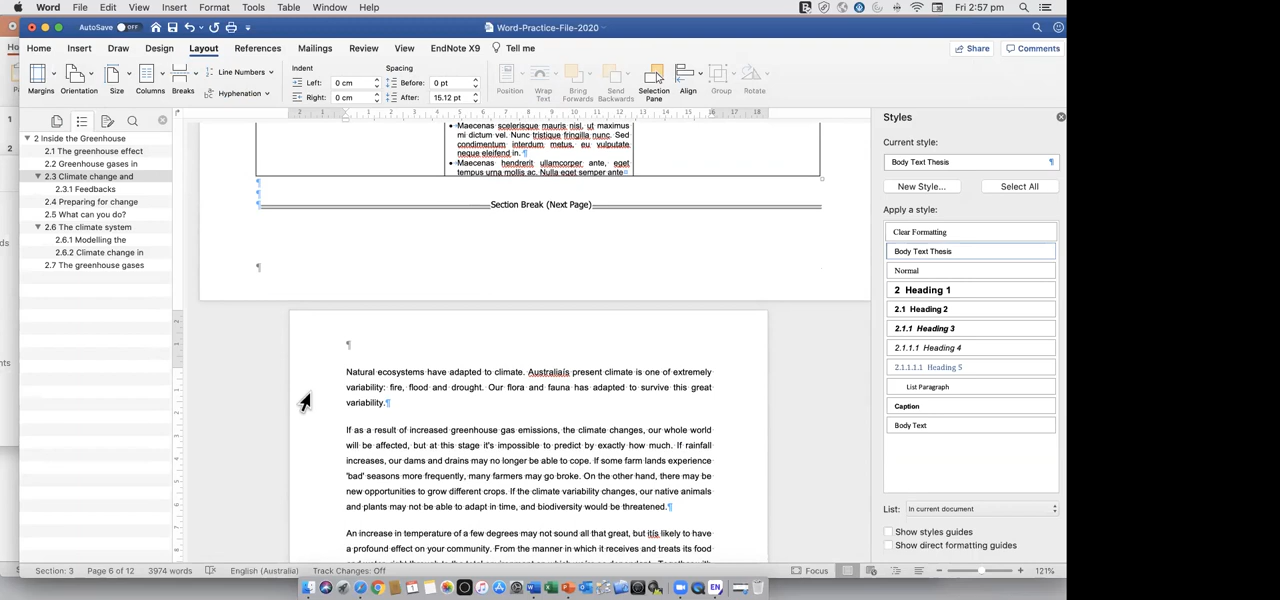 Word File Edit View Insert Format Tools Table Window Help
Fri 2:57 pm
AutoSave OFF
Word-Practice-File-2020
Home Insert Draw Design Layout References Mailings Review View EndNote X9 Tell me
Share Comments
Margins Orientation Size Columns Breaks
Line Numbers
Hyphenation
Indent
Left: 0 cm
Right: 0 cm
Spacing
Before: 0 pt
After: 15.12 pt
Position Wrap Text Bring Forwards Send Backwards Selection Pane Align Group Rotate
2 Inside the Greenhouse
2.1 The greenhouse effect
2.2 Greenhouse gases in
2.3 Climate change and
2.3.1 Feedbacks
2.4 Preparing for change
2.5 What can you do?
2.6 The climate system
2.6.1 Modelling the
2.6.2 Climate change in
2.7 The greenhouse gases
• Maecenas scelerisque mauris nisl, ut maximus
mi dictum vel. Nunc tristique fringilla nunc. Sed
condimentum interdum metus, eu vulputate
neque eleifend in. ¶
• Maecenas hendrerit ullamcorper ante, eget
tempus urna mollis ac. Nulla eget semper ante
¶
¶
¶ Section Break (Next Page)
¶
¶
Natural ecosystems have adapted to climate. Australiaís present climate is one of extremely
variability: fire, flood and drought. Our flora and fauna has adapted to survive this great
variability.¶
If as a result of increased greenhouse gas emissions, the climate changes, our whole world
will be affected, but at this stage it's impossible to predict by exactly how much. If rainfall
increases, our dams and drains may no longer be able to cope. If some farm lands experience
'bad' seasons more frequently, many farmers may go broke. On the other hand, there may be
new opportunities to grow different crops. If the climate variability changes, our native animals
and plants may not be able to adapt in time, and biodiversity would be threatened.¶
An increase in temperature of a few degrees may not sound all that great, but itís likely to have
a profound effect on your community. From the manner in which it receives and treats its food
Styles
Current style:
Body Text Thesis ¶
New Style... Select All
Apply a style:
Clear Formatting
Body Text Thesis
Normal
2 Heading 1
2.1 Heading 2
2.1.1 Heading 3
2.1.1.1 Heading 4
2.1.1.1.1 Heading 5
List Paragraph
Caption
Body Text
List: In current document
Show styles guides
Show direct formatting guides
Section: 3 Page 6 of 12 3974 words English (Australia) Track Changes: Off
Focus 121%